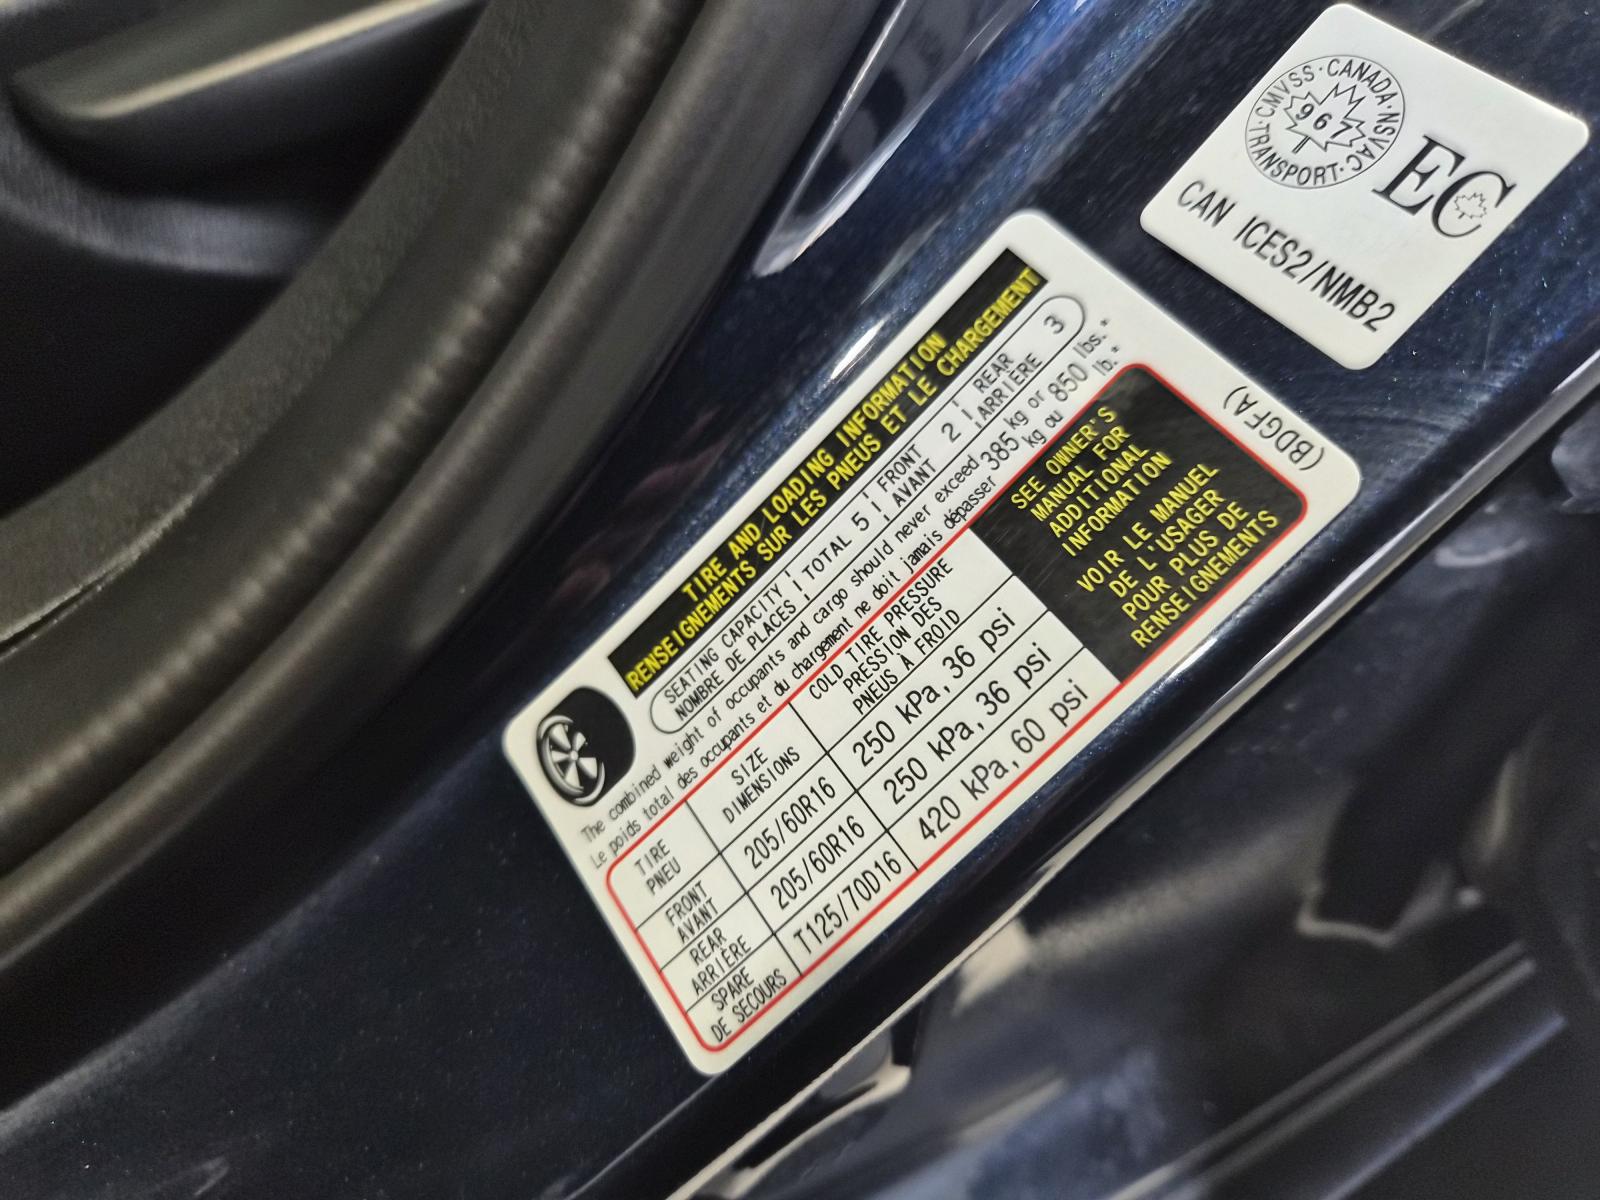 CMVSS · CANADA · NSVAC · TRANSPORT ·
967
EC
CAN ICES2/NMB2
TIRE AND LOADING INFORMATION
RENSEIGNEMENTS SUR LES PNEUS ET LE CHARGEMENT
SEATING CAPACITY | TOTAL 5 | FRONT 2 | REAR 3
NOMBRE DE PLACES | AVANT | ARRIÈRE
The combined weight of occupants and cargo should never exceed 385 kg or 850 lbs.*
Le poids total des occupants et du chargement ne doit jamais dépasser kg ou lb.*
TIRE SIZE COLD TIRE PRESSURE
PNEU DIMENSIONS PRESSION DES
PNEUS À FROID
FRONT 205/60R16 250 kPa, 36 psi
AVANT
REAR 205/60R16 250 kPa, 36 psi
ARRIÈRE
SPARE T125/70D16 420 kPa, 60 psi
DE SECOURS
SEE OWNER'S
MANUAL FOR
ADDITIONAL
INFORMATION
VOIR LE MANUEL
DE L'USAGER
POUR PLUS DE
RENSEIGNEMENTS
(BDGFA)